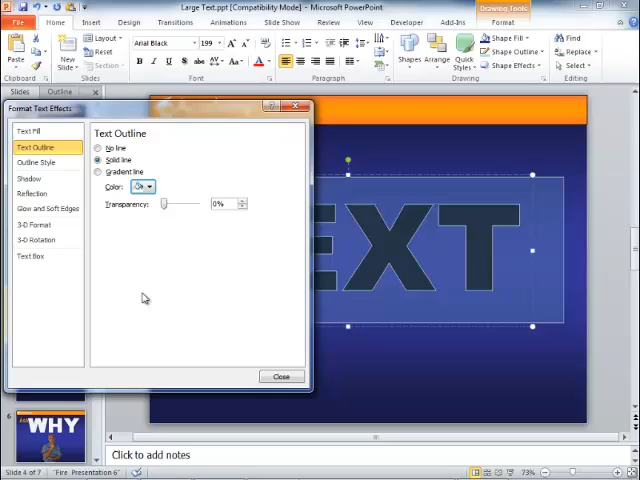 Large Text.ppt [Compatibility Mode] - Microsoft PowerPoint
Drawing Tools
File
Home
Insert
Design
Transitions
Animations
Slide Show
Review
View
Developer
Add-Ins
Format
Paste
New
Slide
Layout
Reset
Section
Arial Black
199
B I U S abc AV Aa A
Shapes
Arrange
Quick
Styles
Shape Fill
Shape Outline
Shape Effects
Find
Replace
Select
Clipboard
Slides
Font
Paragraph
Drawing
Editing
Slides
Outline
Format Text Effects
Text Fill
Text Outline
Outline Style
Shadow
Reflection
Glow and Soft Edges
3-D Format
3-D Rotation
Text Box
Text Outline
No line
Solid line
Gradient line
Color:
Transparency:
0%
Close
EXT
6
WHY
Click to add notes
Slide 4 of 7
"Fire_Presentation 6"
73%